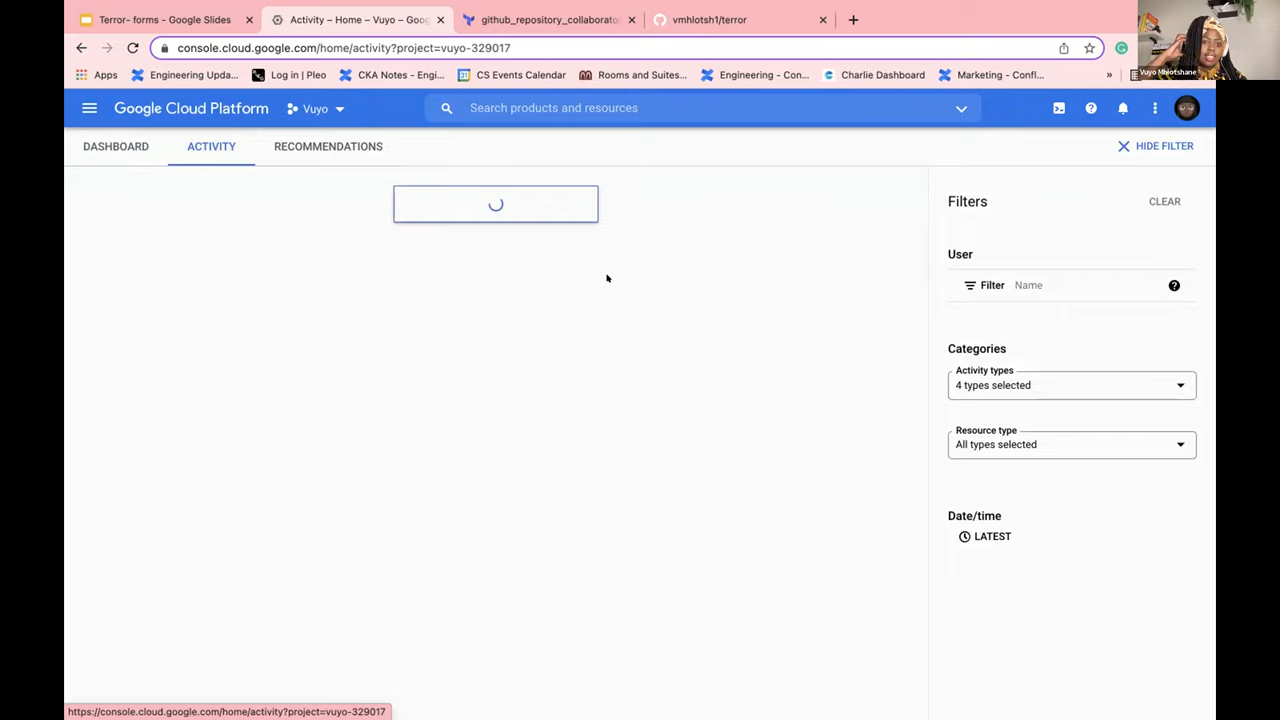 Terror- forms - Google Slides
Activity – Home – Vuyo – Goog
github_repository_collaborato
vmhlotsh1/terror
console.cloud.google.com/home/activity?project=vuyo-329017
Vuyo Mhlotshane
Apps
Engineering Upda...
Log in | Pleo
CKA Notes - Engi...
CS Events Calendar
Rooms and Suites...
Engineering - Con...
Charlie Dashboard
Marketing - Confl...
»
Google Cloud Platform
Vuyo
Search products and resources
DASHBOARD
ACTIVITY
RECOMMENDATIONS
HIDE FILTER
Filters
CLEAR
User
Filter Name
Categories
Activity types
4 types selected
Resource type
All types selected
Date/time
LATEST
https://console.cloud.google.com/home/activity?project=vuyo-329017